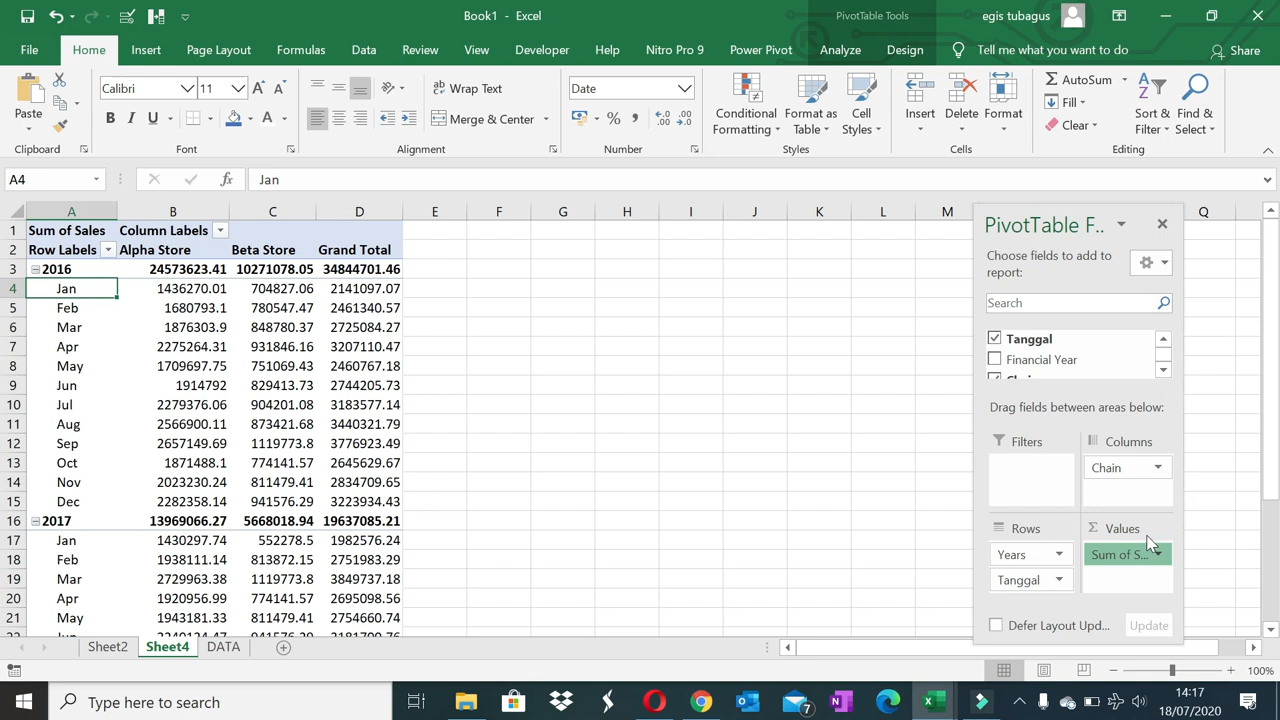 Book1 - Excel
PivotTable Tools
egis tubagus
File Home Insert Page Layout Formulas Data Review View Developer Help Nitro Pro 9 Power Pivot Analyze Design Tell me what you want to do Share
Paste
Clipboard
Calibri 11
B I U
Font
Wrap Text
Merge & Center
Alignment
Date
Number
Conditional Formatting
Format as Table
Cell Styles
Styles
Insert Delete Format
Cells
AutoSum
Fill
Clear
Sort & Filter
Find & Select
Editing
A4 fx Jan
A B C D E F G H I J K L M Q
1 Sum of Sales Column Labels
2 Row Labels Alpha Store Beta Store Grand Total
3 2016 24573623.41 10271078.05 34844701.46
4 Jan 1436270.01 704827.06 2141097.07
5 Feb 1680793.1 780547.47 2461340.57
6 Mar 1876303.9 848780.37 2725084.27
7 Apr 2275264.31 931846.16 3207110.47
8 May 1709697.75 751069.43 2460767.18
9 Jun 1914792 829413.73 2744205.73
10 Jul 2279376.06 904201.08 3183577.14
11 Aug 2566900.11 873421.68 3440321.79
12 Sep 2657149.69 1119773.8 3776923.49
13 Oct 1871488.1 774141.57 2645629.67
14 Nov 2023230.24 811479.41 2834709.65
15 Dec 2282358.14 941576.29 3223934.43
16 2017 13969066.27 5668018.94 19637085.21
17 Jan 1430297.74 552278.5 1982576.24
18 Feb 1938111.14 813872.15 2751983.29
19 Mar 2729963.38 1119773.8 3849737.18
20 Apr 1920956.99 774141.57 2695098.56
21 May 1943181.33 811479.41 2754660.74
PivotTable F..
Choose fields to add to report:
Search
Tanggal
Financial Year
Drag fields between areas below:
Filters
Columns
Chain
Rows
Values
Years
Sum of S...
Tanggal
Defer Layout Upd...
Update
Sheet2 Sheet4 DATA
100%
Type here to search
7
14:17
18/07/2020